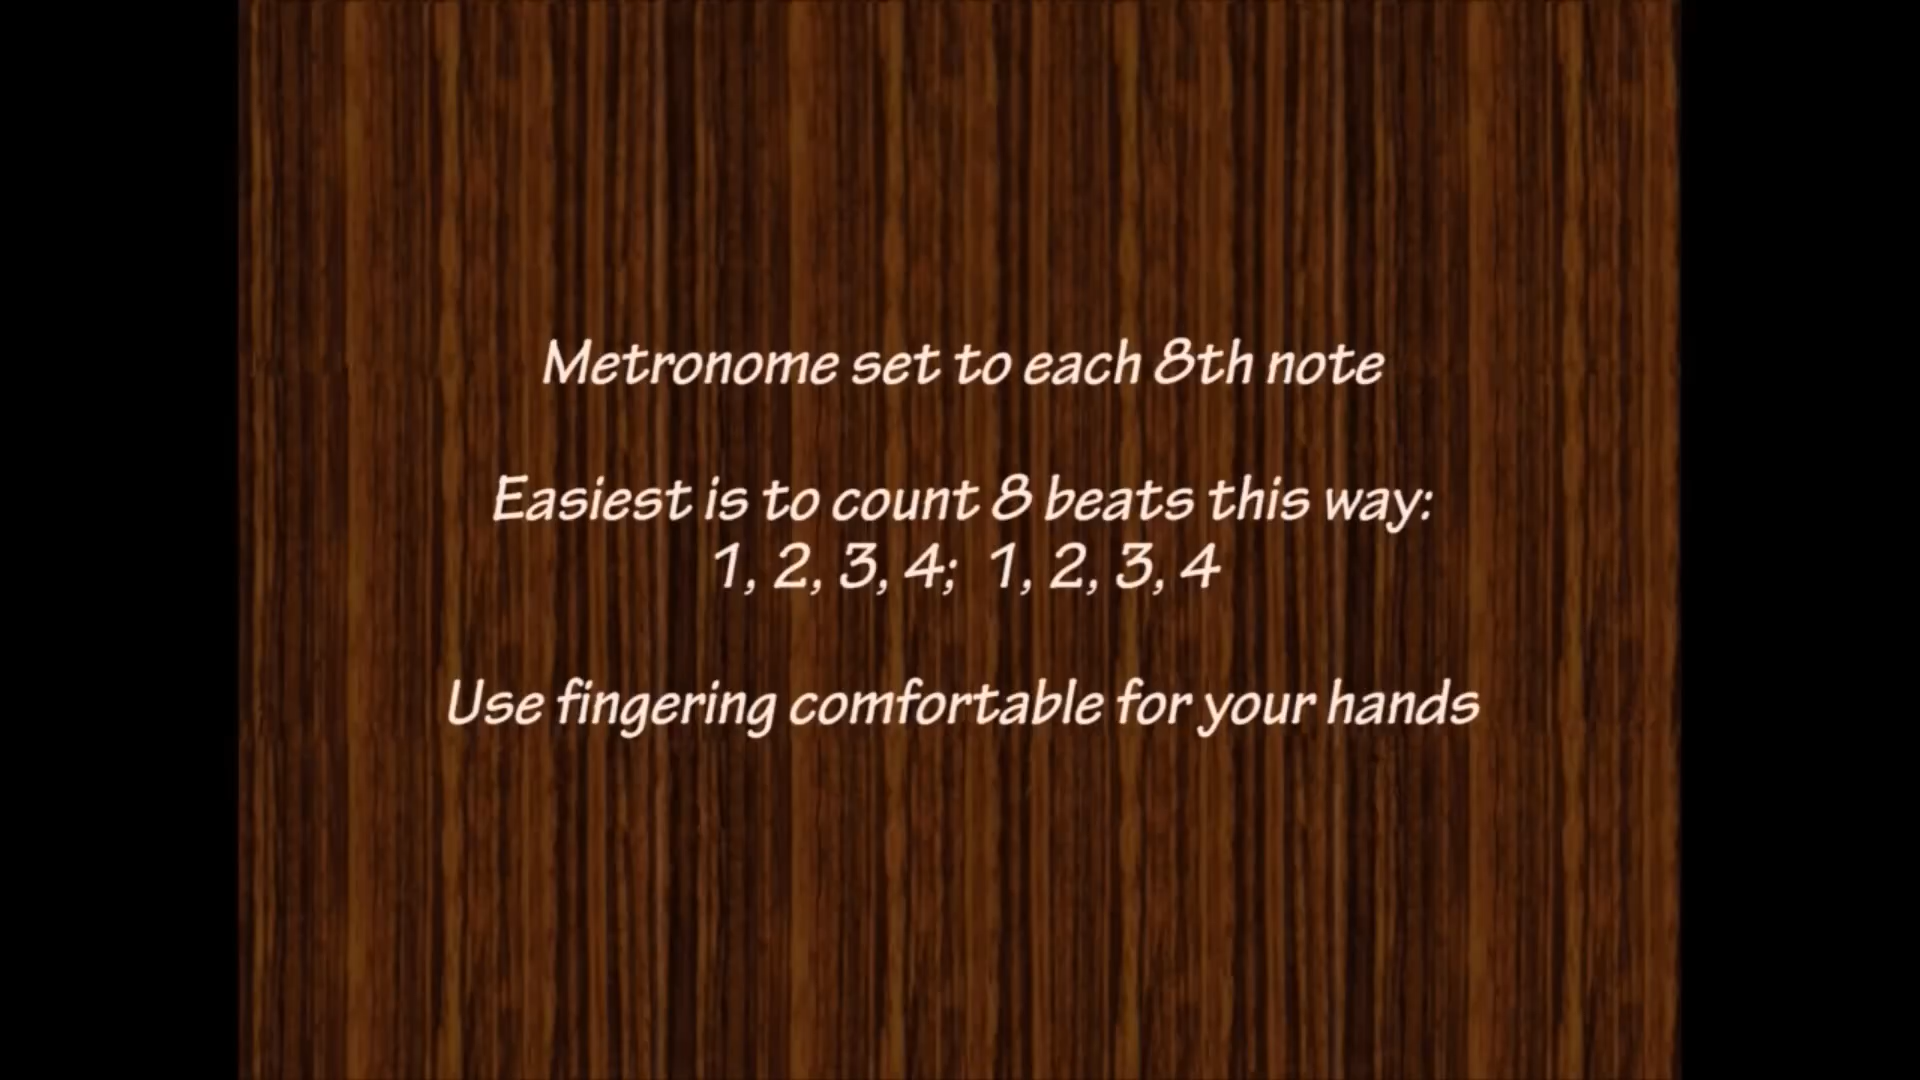 Metronome set to each 8th note
Easiest is to count 8 beats this way:
1, 2, 3, 4;  1, 2, 3, 4
Use fingering comfortable for your hands